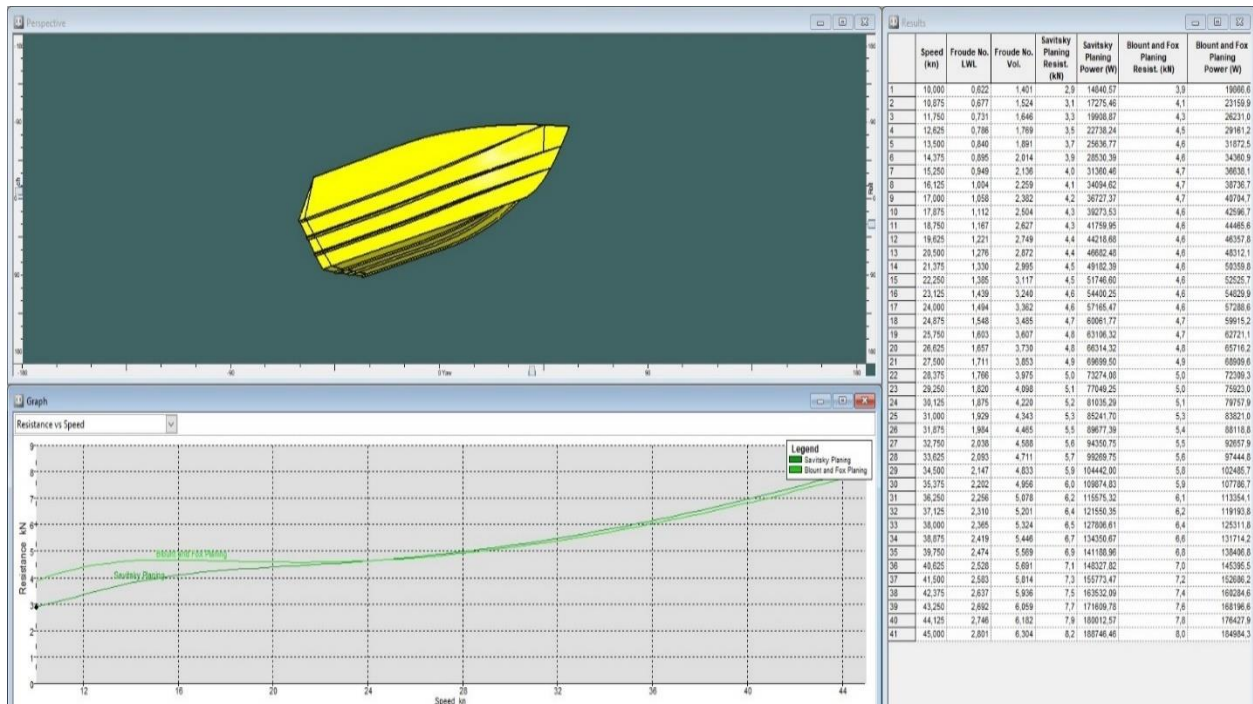 Perspective
-90
90
-180
-90
0 Yaw
90
180
Graph
Resistance vs Speed
Legend
Savitsky Planing
Blount and Fox Planing
9
8
7
6
5
4
3
2
1
0
Resistance kN
Blount and Fox Planing
Savitsky Planing
12 16 20 24 28 32 36 40 44
Speed kn
Results
Speed (kn) Froude No. LWL Froude No. Vol. Savitsky Planing Resist. (kN) Savitsky Planing Power (W) Blount and Fox Planing Resist. (kN) Blount and Fox Planing Power (W)
1 10,000 0,622 1,401 2,9 14840,57 3,9 19866,6
2 10,875 0,677 1,524 3,1 17275,46 4,1 23159,9
3 11,750 0,731 1,646 3,3 19908,87 4,3 26231,0
4 12,625 0,786 1,769 3,5 22738,24 4,5 29161,2
5 13,500 0,840 1,891 3,7 25636,77 4,6 31872,5
6 14,375 0,895 2,014 3,9 28530,39 4,6 34360,9
7 15,250 0,949 2,136 4,0 31360,46 4,7 36638,1
8 16,125 1,004 2,259 4,1 34094,62 4,7 38736,7
9 17,000 1,058 2,382 4,2 36727,37 4,7 40704,7
10 17,875 1,112 2,504 4,3 39273,53 4,6 42596,7
11 18,750 1,167 2,627 4,3 41759,95 4,6 44465,6
12 19,625 1,221 2,749 4,4 44218,68 4,6 46357,8
13 20,500 1,276 2,872 4,4 46682,48 4,6 48312,1
14 21,375 1,330 2,995 4,5 49182,39 4,6 50359,8
15 22,250 1,385 3,117 4,5 51746,60 4,6 52525,7
16 23,125 1,439 3,240 4,6 54400,25 4,6 54829,9
17 24,000 1,494 3,362 4,6 57165,47 4,6 57288,6
18 24,875 1,548 3,485 4,7 60061,77 4,7 59915,2
19 25,750 1,603 3,607 4,8 63106,32 4,7 62721,1
20 26,625 1,657 3,730 4,8 66314,32 4,8 65716,2
21 27,500 1,711 3,853 4,9 69699,50 4,9 68909,6
22 28,375 1,766 3,975 5,0 73274,08 5,0 72309,3
23 29,250 1,820 4,098 5,1 77049,25 5,0 75923,0
24 30,125 1,875 4,220 5,2 81035,29 5,1 79757,9
25 31,000 1,929 4,343 5,3 85241,70 5,3 83821,0
26 31,875 1,984 4,465 5,5 89677,39 5,4 88118,8
27 32,750 2,038 4,588 5,6 94350,75 5,5 92657,9
28 33,625 2,093 4,711 5,7 99269,75 5,6 97444,8
29 34,500 2,147 4,833 5,9 104442,00 5,8 102485,7
30 35,375 2,202 4,956 6,0 109874,83 5,9 107786,7
31 36,250 2,256 5,078 6,2 115575,32 6,1 113354,1
32 37,125 2,310 5,201 6,4 121550,35 6,2 119193,8
33 38,000 2,365 5,324 6,5 127806,61 6,4 125311,8
34 38,875 2,419 5,446 6,7 134350,67 6,6 131714,2
35 39,750 2,474 5,569 6,9 141188,96 6,8 138406,8
36 40,625 2,528 5,691 7,1 148327,82 7,0 145395,5
37 41,500 2,583 5,814 7,3 155773,47 7,2 152686,2
38 42,375 2,637 5,936 7,5 163532,09 7,4 160284,6
39 43,250 2,692 6,059 7,7 171609,78 7,6 168196,6
40 44,125 2,746 6,182 7,9 180012,57 7,8 176427,9
41 45,000 2,801 6,304 8,2 188746,46 8,0 184984,3